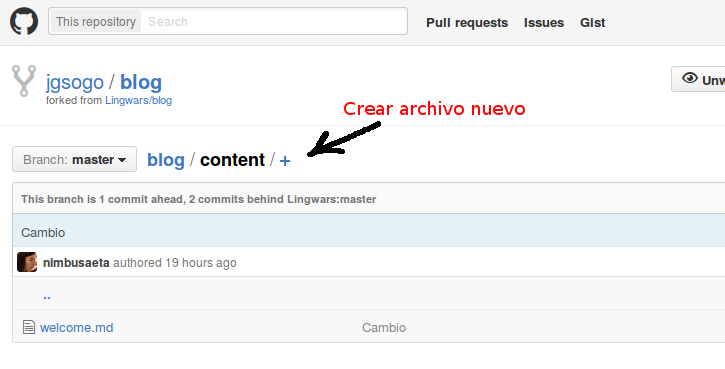 This repository Search Pull requests Issues Gist
jgsogo / blog
forked from Lingwars/blog
Crear archivo nuevo
Branch: master blog / content / +
This branch is 1 commit ahead, 2 commits behind Lingwars:master
Cambio
nimbusaeta authored 19 hours ago
..
welcome.md Cambio